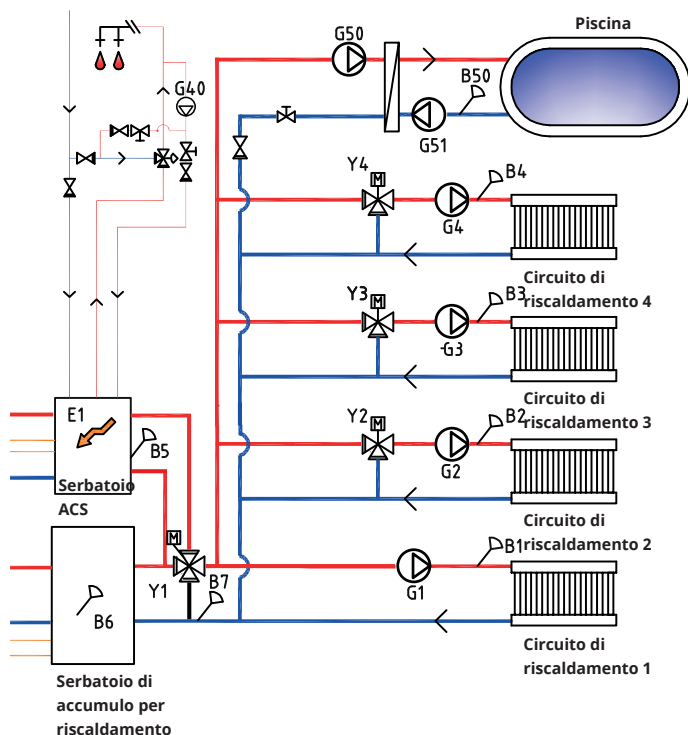 Piscina
G50
B50
G40
G51
Y4
M
B4
G4
Circuito di
riscaldamento 4
Y3
M
B3
G3
Circuito di
riscaldamento 3
Y2
M
B2
G2
Circuito di
riscaldamento 2
E1
B5
Serbatoio
ACS
M
Y1
B7
B1
G1
B6
Circuito di
riscaldamento 1
Serbatoio di
accumulo per
riscaldamento